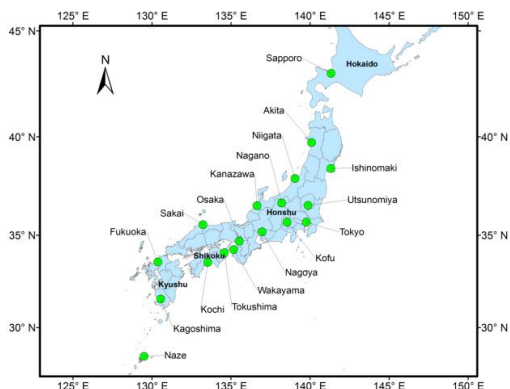 125° E 130° E 135° E 140° E 145° E 150° E
45° N
N
Sapporo
Hokaido
Akita
40° N 40° N
Niigata
Nagano
Ishinomaki
Kanazawa
Utsunomiya
Osaka
Sakai
Honshu
Fukuoka
Tokyo
35° N 35° N
Shikoku
Kofu
Nagoya
Kyushu
Wakayama
Kochi
Tokushima
Kagoshima
30° N 30° N
Naze
125° E 130° E 135° E 140° E 145° E 150° E